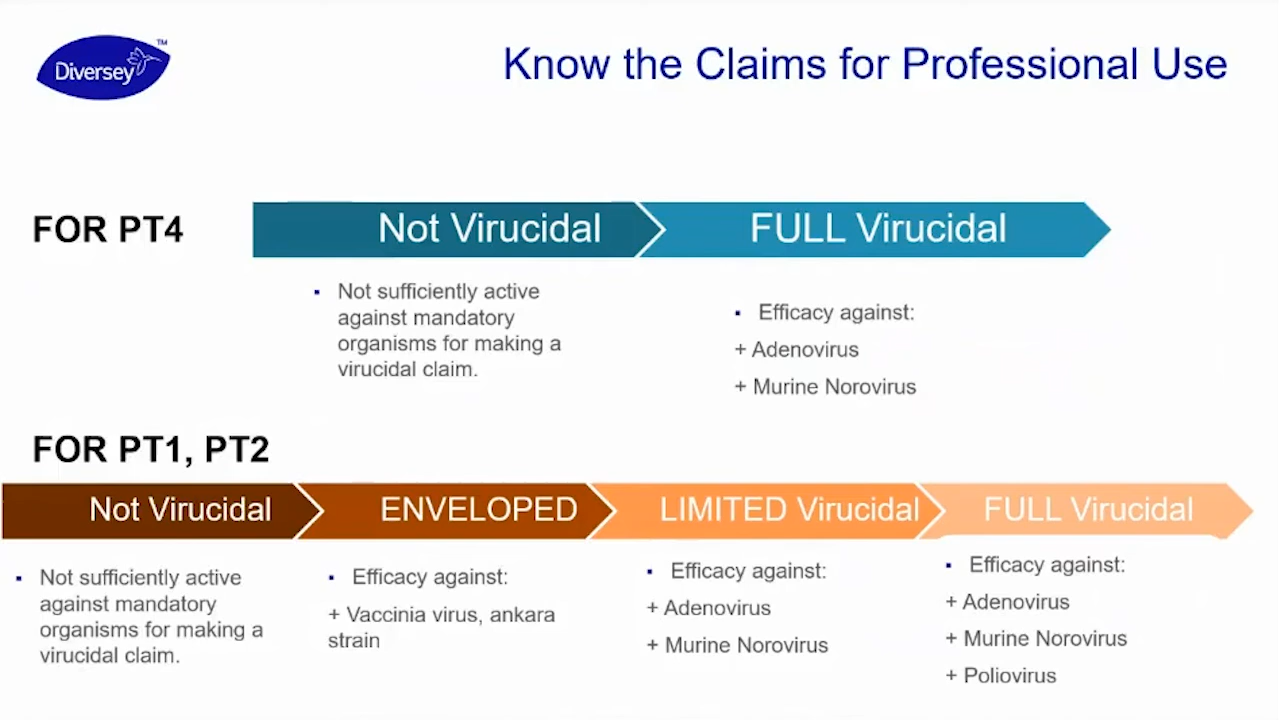 Diversey™
Know the Claims for Professional Use
FOR PT4
Not Virucidal
FULL Virucidal
▪ Not sufficiently active
against mandatory
organisms for making a
virucidal claim.
▪ Efficacy against:
+ Adenovirus
+ Murine Norovirus
FOR PT1, PT2
Not Virucidal
ENVELOPED
LIMITED Virucidal
FULL Virucidal
▪ Not sufficiently active
against mandatory
organisms for making a
virucidal claim.
▪ Efficacy against:
+ Vaccinia virus, ankara
strain
▪ Efficacy against:
+ Adenovirus
+ Murine Norovirus
▪ Efficacy against:
+ Adenovirus
+ Murine Norovirus
+ Poliovirus